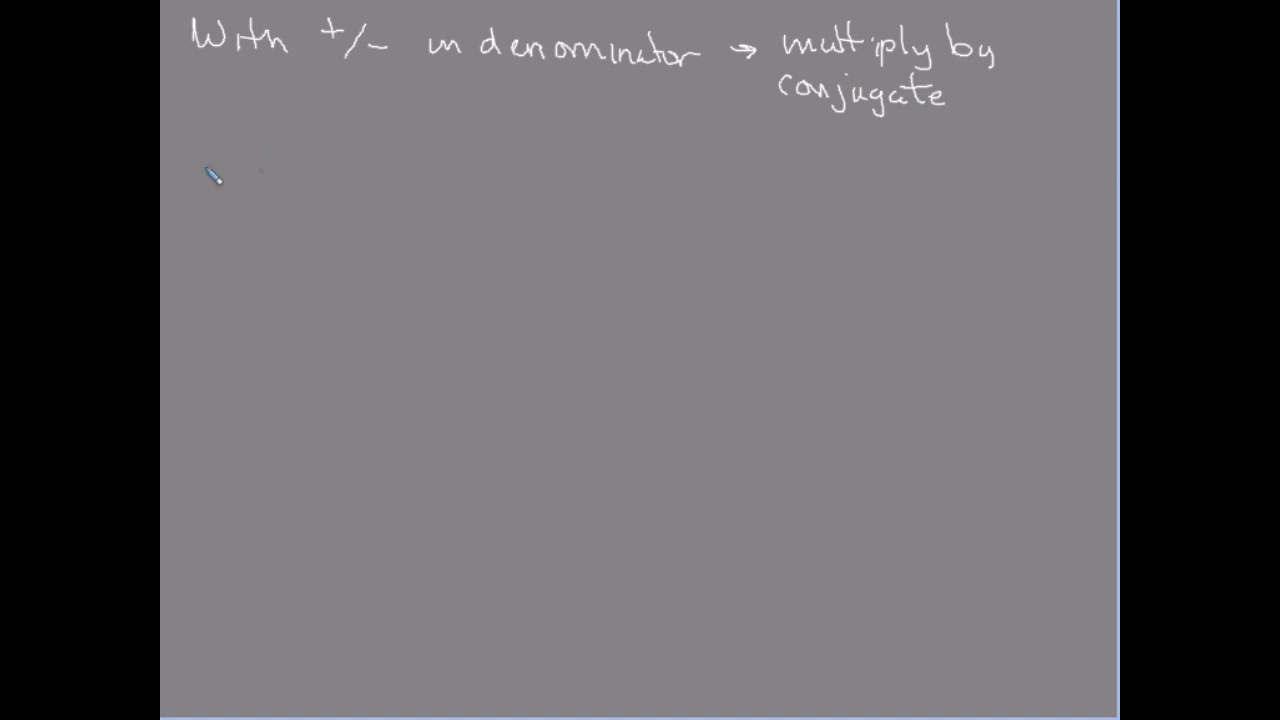 With +/- in denominator → multiply by
conjugate